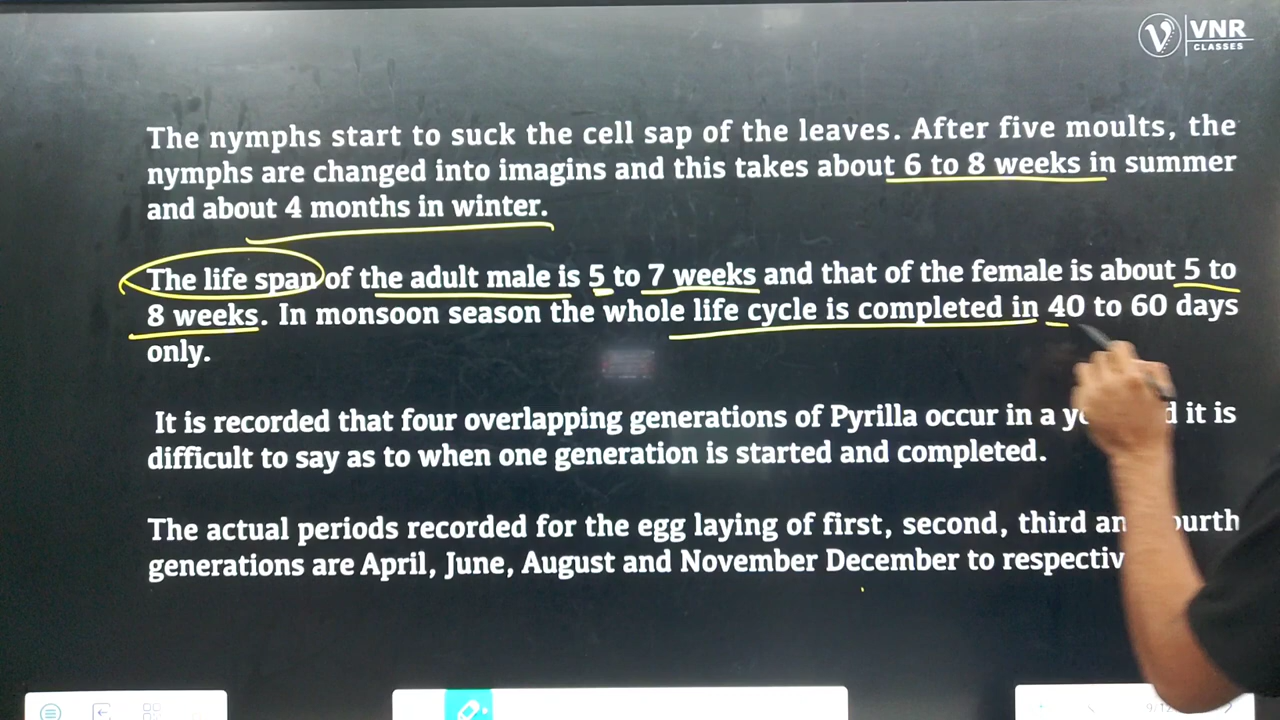 VNR
CLASSES
The nymphs start to suck the cell sap of the leaves. After five moults, the
nymphs are changed into imagins and this takes about 6 to 8 weeks in summer
and about 4 months in winter.
The life span of the adult male is 5 to 7 weeks and that of the female is about 5 to
8 weeks. In monsoon season the whole life cycle is completed in 40 to 60 days
only.
It is recorded that four overlapping generations of Pyrilla occur in a it is
difficult to say as to when one generation is started and completed.
The actual periods recorded for the egg laying of first, second, third
generations are April, June, August and November December to